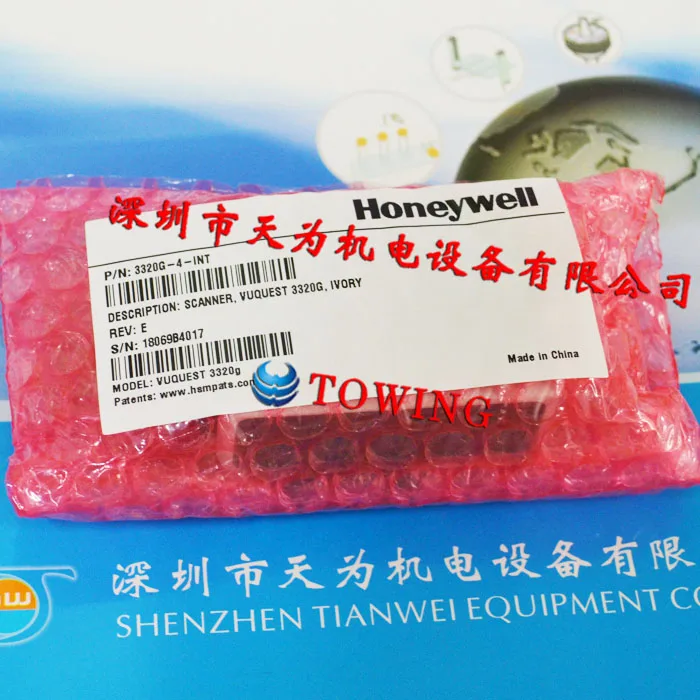 Honeywell
深圳市天为机电设备有限公司
P/N: 3320G-4-INT
DESCRIPTION: SCANNER, VUQUEST 3320G, IVORY
REV: E
S/N: 18069B4017
Made in China
MODEL: VUQUEST 3320g
Patents: www.hsmpats.com
TOWING
深圳市天为机电设备有限
SHENZHEN TIANWEI EQUIPMENT CO